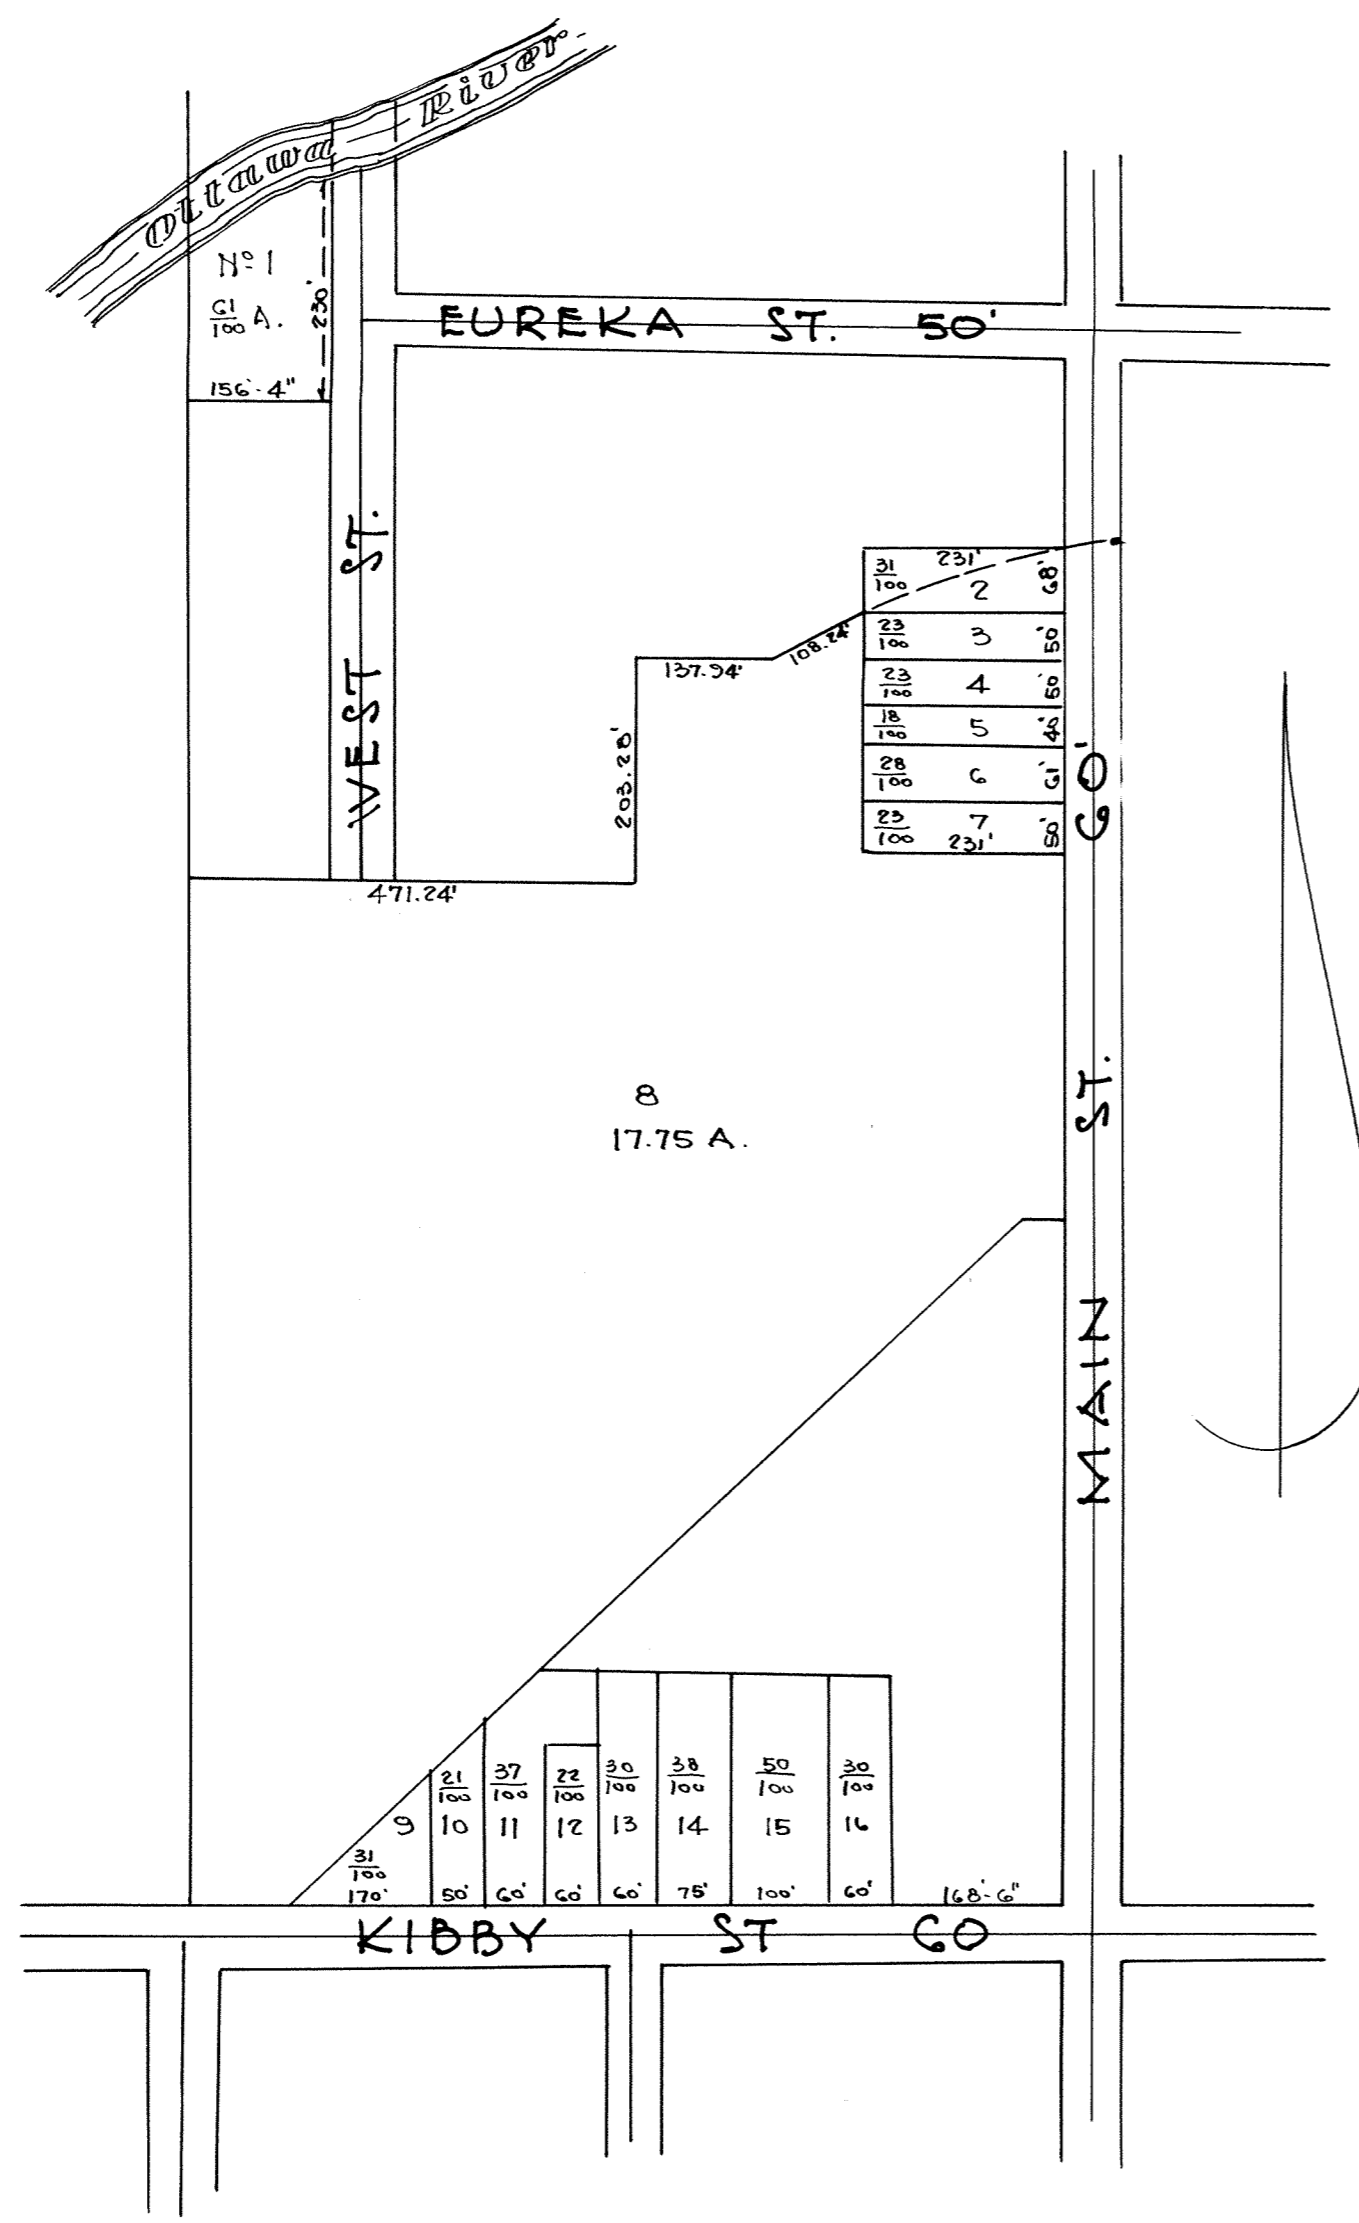 Ottawa River
Nº 1
61/100 A.
230'
156'-4"
EUREKA ST. 50'
WEST ST.
31/100 231' 2 68'
23/100 3 50'
23/100 4 50'
18/100 5 40'
28/100 6 61'
23/100 7 231' 50'
108.24'
137.94'
203.28'
471.24'
8
17.75 A.
MAIN ST. 60'
9 31/100 170'
21/100 10 50'
37/100 11 60'
22/100 12 60'
30/100 13 60'
38/100 14 75'
50/100 15 100'
30/100 16 60'
168'-6"
KIBBY ST 60